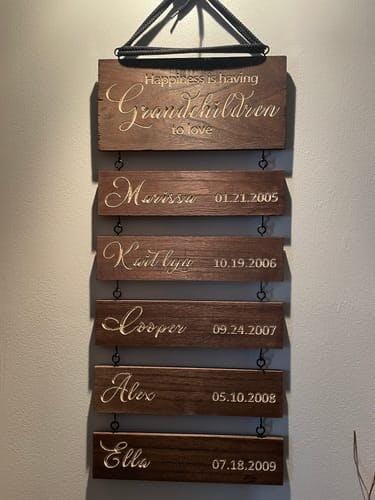 Happiness is having
Grandchildren
to love
Marissa 01.21.2005
Kaitlyn 10.19.2006
Cooper 09.24.2007
Alex 05.10.2008
Ella 07.18.2009